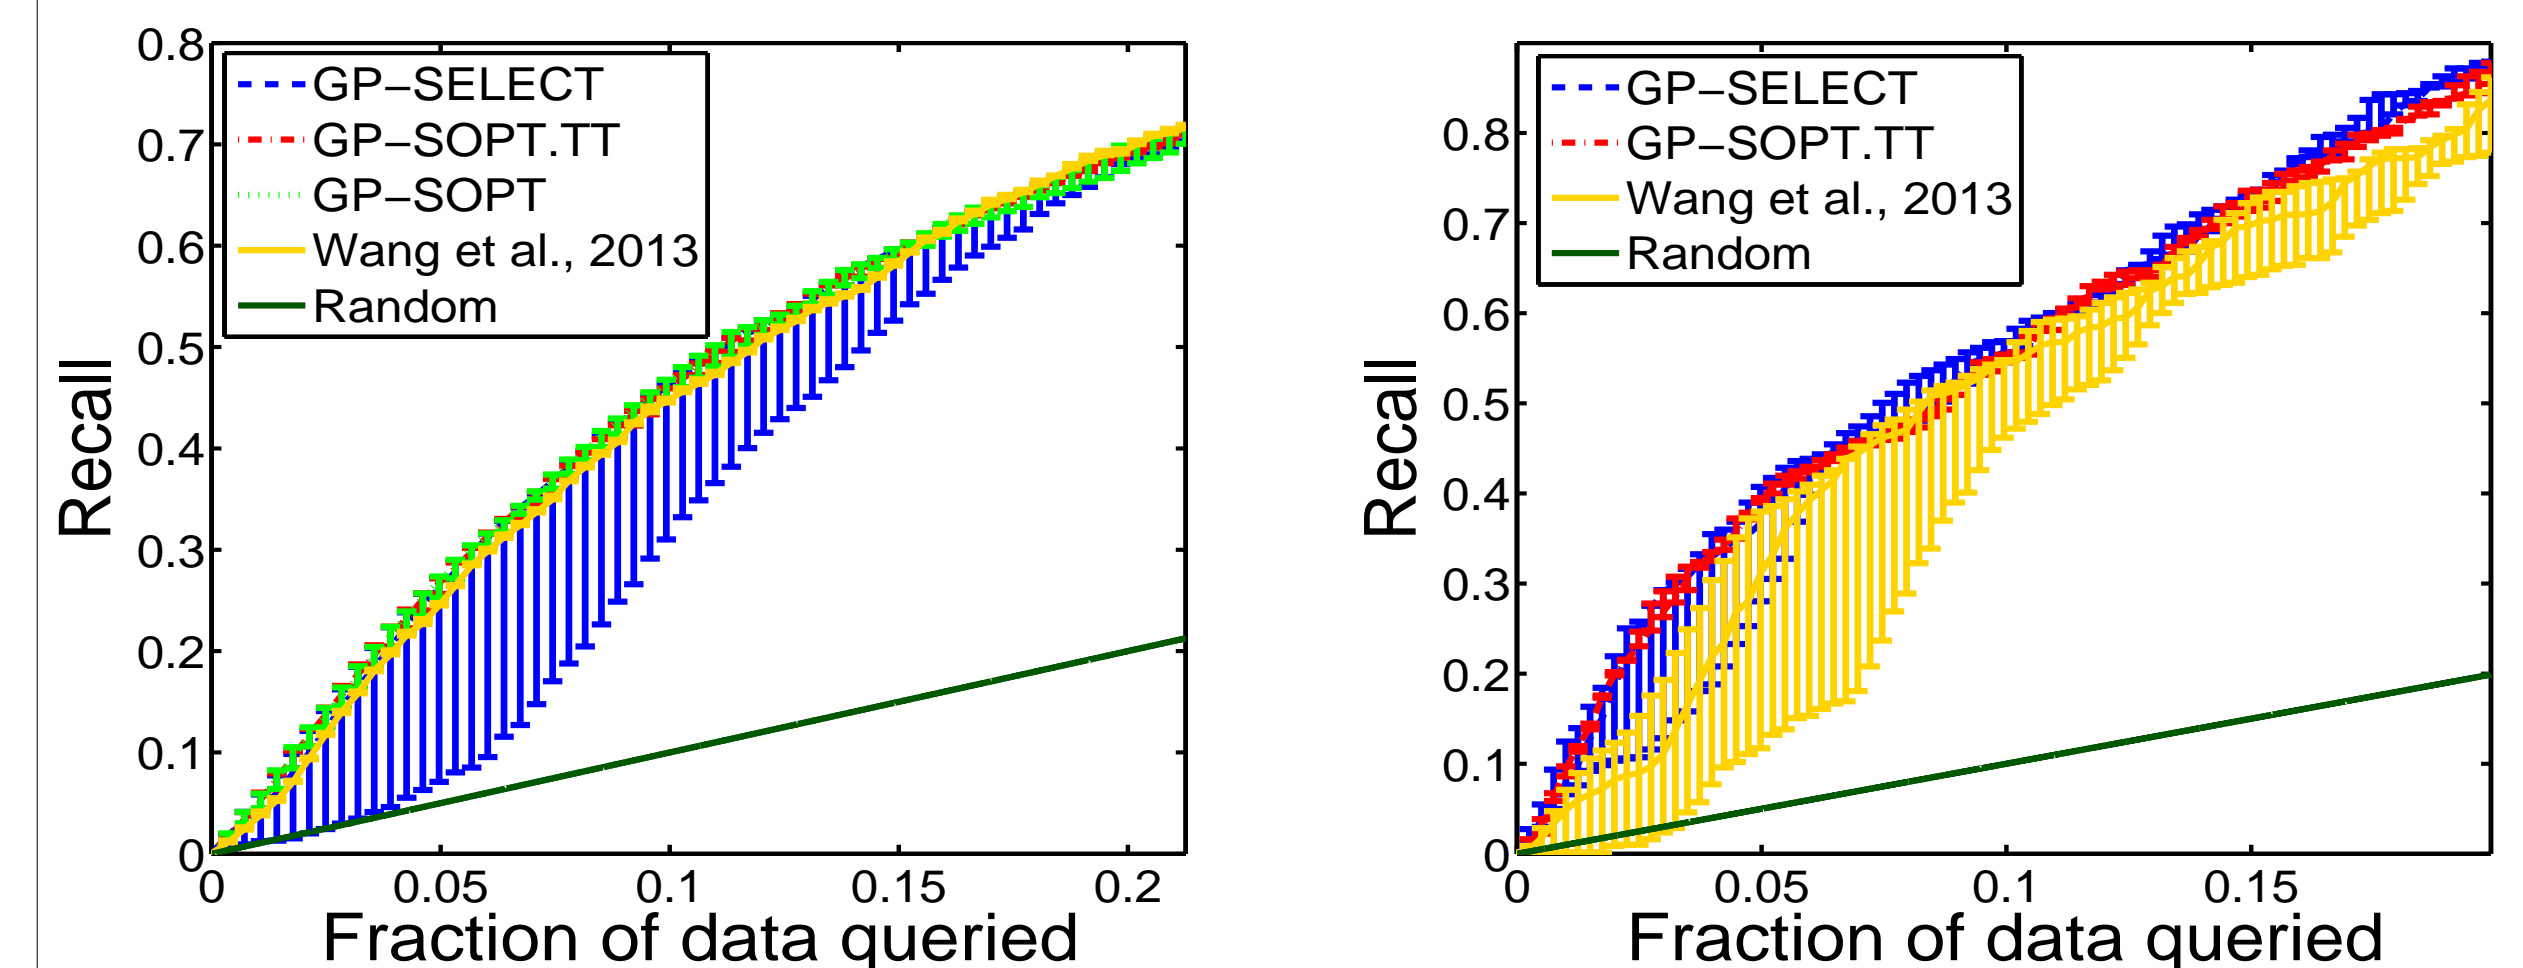 0.8
0.7
0.6
0.5
0.4
0.3
0.2
0.1
0
Recall
GP−SELECT
GP−SOPT.TT
GP−SOPT
Wang et al., 2013
Random
0 0.05 0.1 0.15 0.2
Fraction of data queried
0.8
0.7
0.6
0.5
0.4
0.3
0.2
0.1
0
Recall
GP−SELECT
GP−SOPT.TT
Wang et al., 2013
Random
0 0.05 0.1 0.15
Fraction of data queried